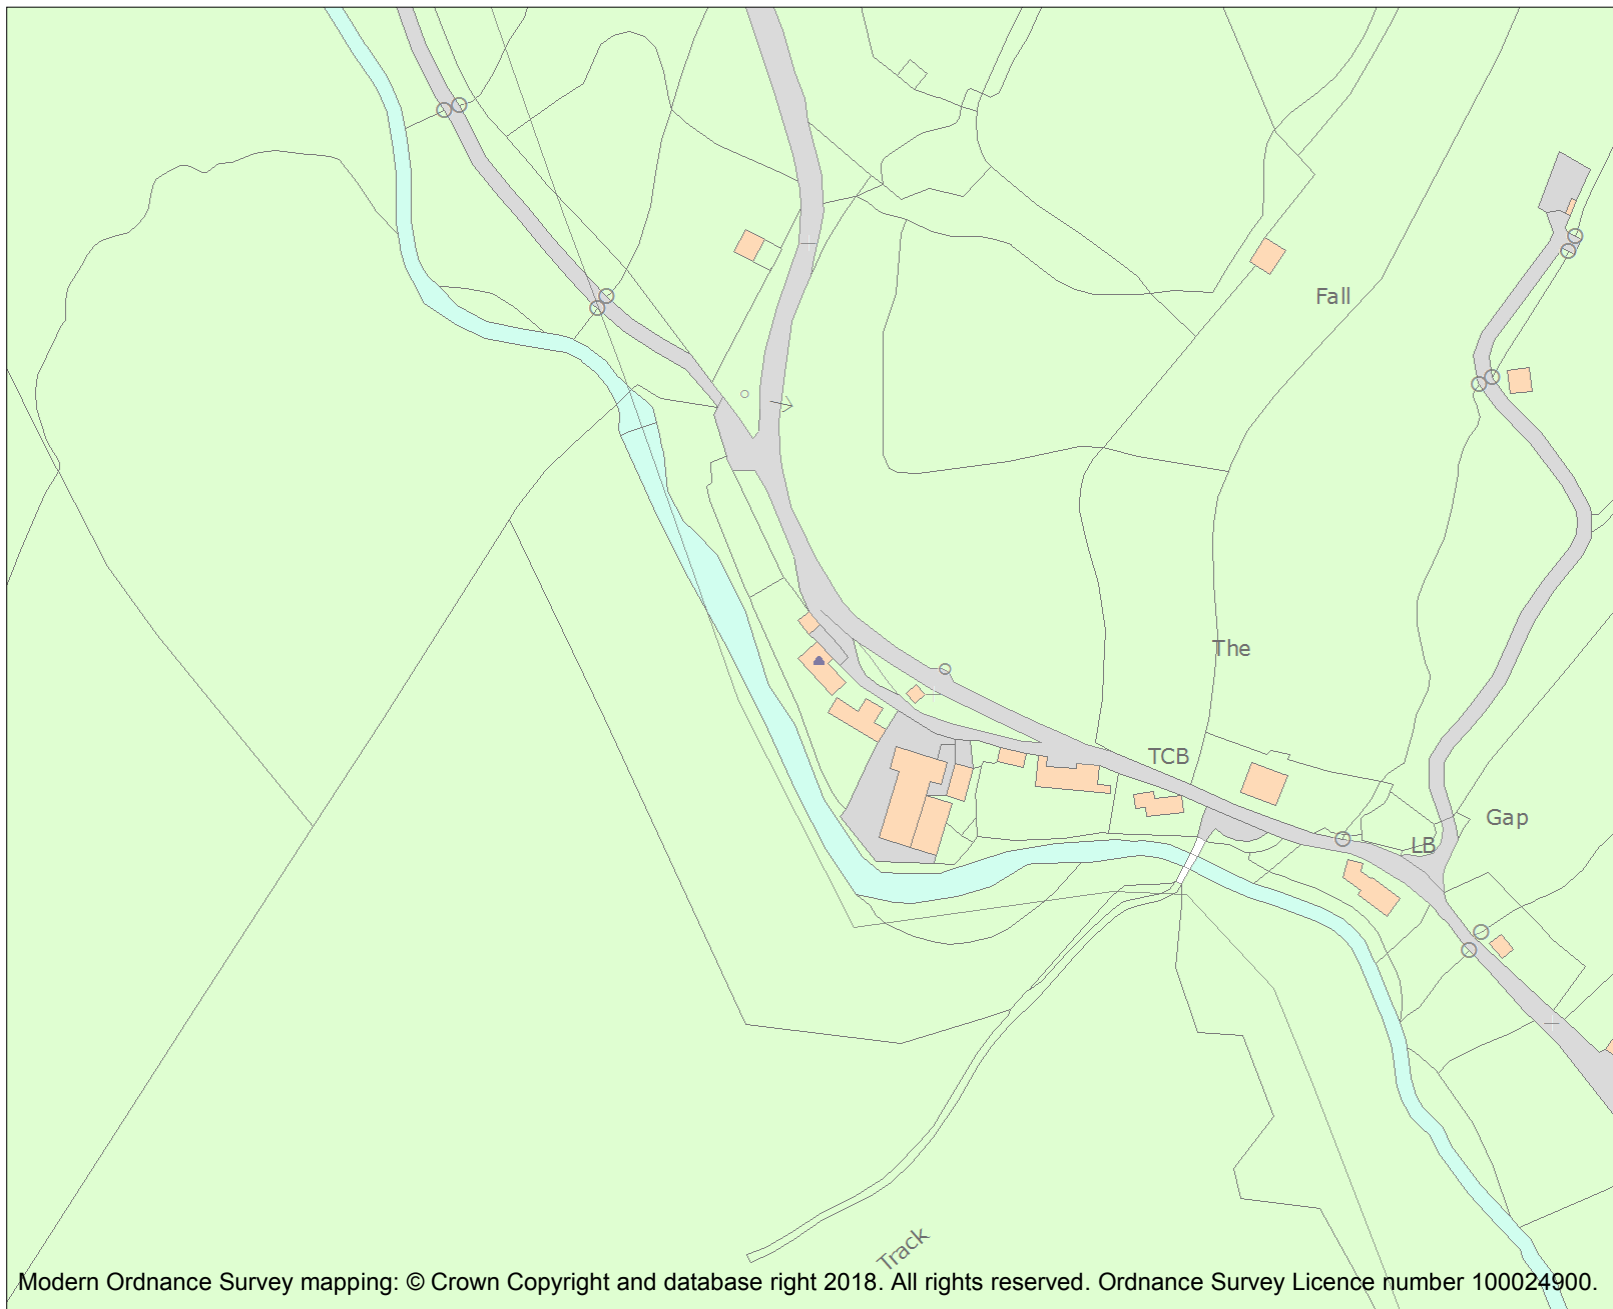 Fall
The
TCB
Gap
LB
Track
Modern Ordnance Survey mapping: © Crown Copyright and database right 2018. All rights reserved. Ordnance Survey Licence number 100024900.